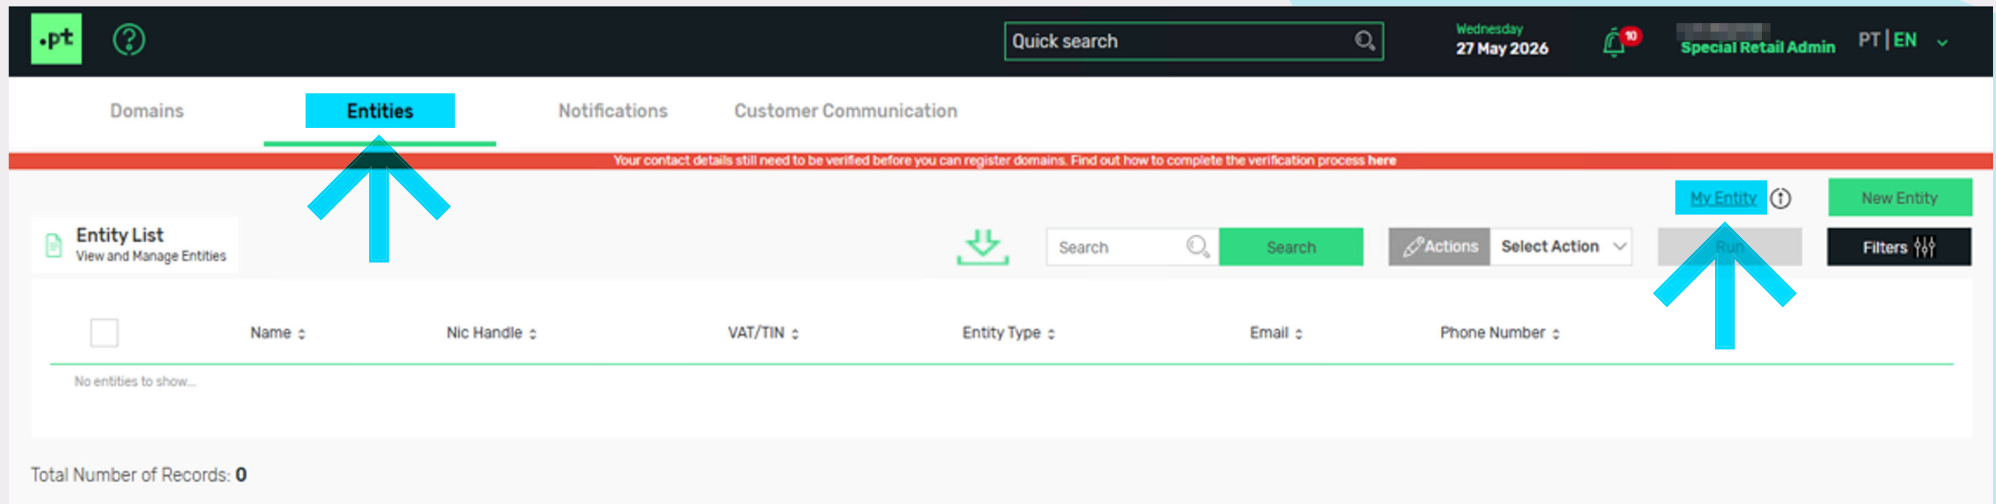 .pt
Quick search
Wednesday
27 May 2026
10
Special Retail Admin
PT | EN
Domains
Entities
Notifications
Customer Communication
Your contact details still need to be verified before you can register domains. Find out how to complete the verification process here
My Entity
New Entity
Entity List
View and Manage Entities
Search
Search
Actions
Select Action
Run
Filters
Name
Nic Handle
VAT/TIN
Entity Type
Email
Phone Number
No entities to show...
Total Number of Records: 0